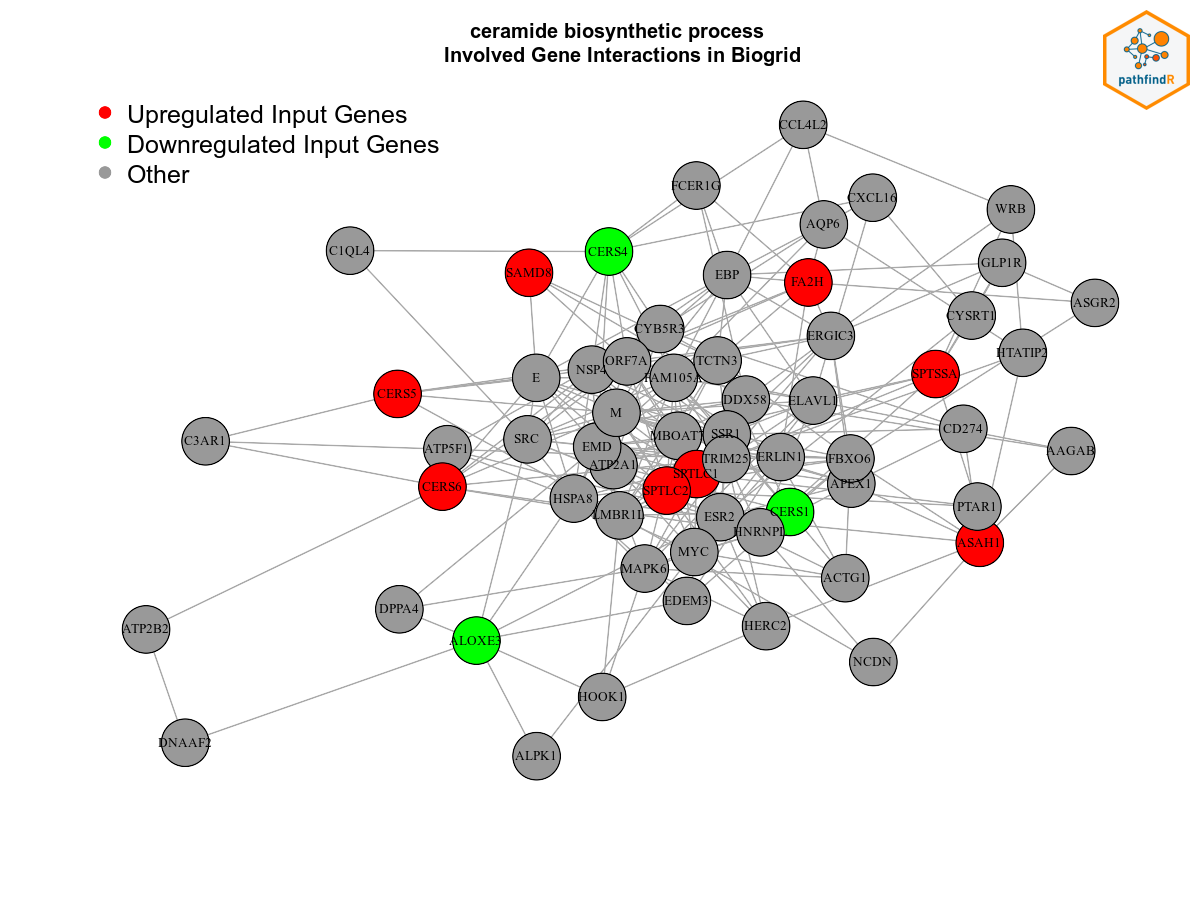 ceramide biosynthetic process
Involved Gene Interactions in Biogrid
pathfindR
Upregulated Input Genes
Downregulated Input Genes
Other
CCL4L2
FCER1G
CXCL16
WRB
AQP6
C1QL4
CERS4
SAMD8
EBP
FA2H
GLP1R
ASGR2
CYSRT1
CYB5R3
ERGIC3
HTATIP2
ORF7A
TCTN3
NSP4
E
FAM105A
SPTSSA
CERS5
DDX58
ELAVL1
M
CD274
C3AR1
SRC
MBOAT7
SSR1
ATP5F1
EMD
AAGAB
ATP2A1
TRIM25
ERLIN1
FBXO6
SPTLC1
CERS6
SPTLC2
APEX1
HSPA8
LMBR1L
ESR2
CERS1
PTAR1
HNRNPL
ASAH1
MYC
MAPK6
ACTG1
DPPA4
EDEM3
ATP2B2
ALOXE3
HERC2
NCDN
HOOK1
DNAAF2
ALPK1